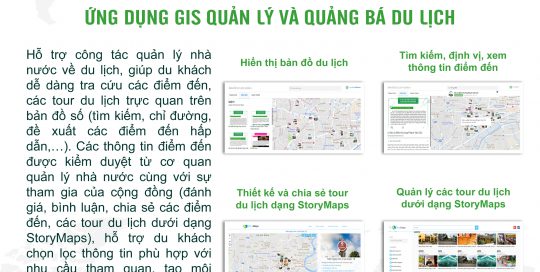 ỨNG DỤNG GIS QUẢN LÝ VÀ QUẢNG BÁ DU LỊCH
Hỗ trợ công tác quản lý nhà
nước về du lịch, giúp du khách
dễ dàng tra cứu các điểm đến,
các tour du lịch trực quan trên
bản đồ số (tìm kiếm, chỉ đường,
đề xuất các điểm đến hấp
dẫn,...). Các thông tin điểm đến
được kiểm duyệt từ cơ quan
quản lý nhà nước cùng với sự
tham gia của cộng đồng (đánh
giá, bình luận, chia sẻ các điểm
đến, các tour du lịch dưới dạng
StoryMaps), hỗ trợ du khách
chọn lọc thông tin phù hợp với
nhu cầu tham quan, tạo môi
Hiển thị bản đồ du lịch
Tìm kiếm, định vị, xem
thông tin điểm đến
Thiết kế và chia sẻ tour
du lịch dạng StoryMaps
Quản lý các tour du lịch
dưới dạng StoryMaps